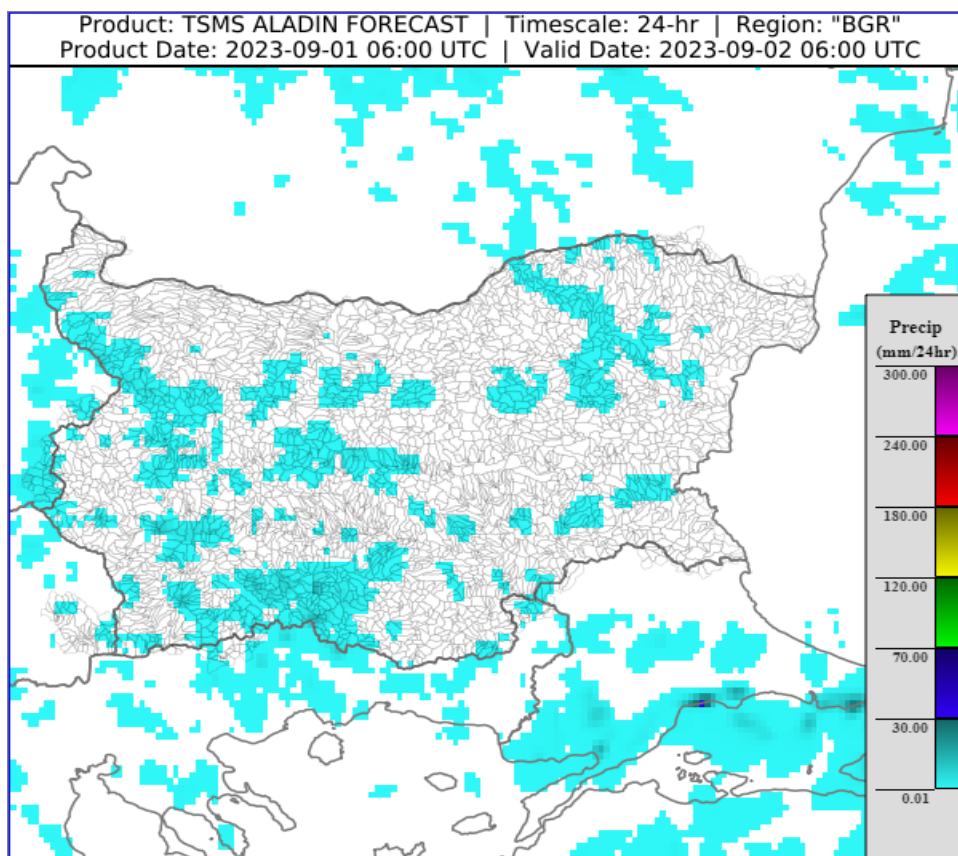 Product: TSMS ALADIN FORECAST | Timescale: 24-hr | Region: "BGR"
Product Date: 2023-09-01 06:00 UTC | Valid Date: 2023-09-02 06:00 UTC
Precip
(mm/24hr)
300.00
240.00
180.00
120.00
70.00
30.00
0.01